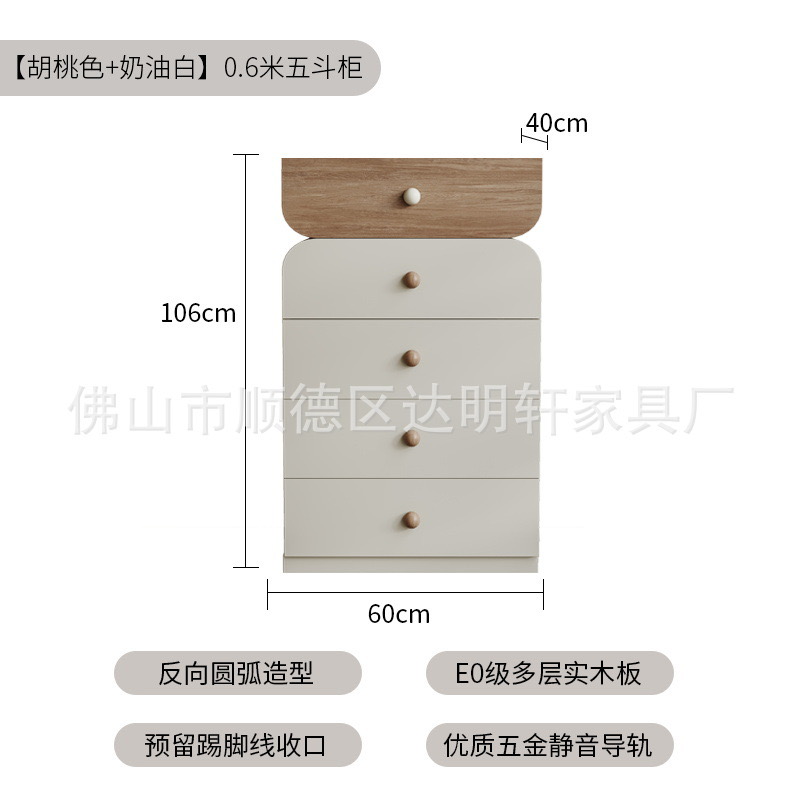 【胡桃色+奶油白】0.6米五斗柜
40cm
106cm
佛山市顺德区达明轩家具厂
60cm
反向圆弧造型
E0级多层实木板
预留踢脚线收口
优质五金静音导轨